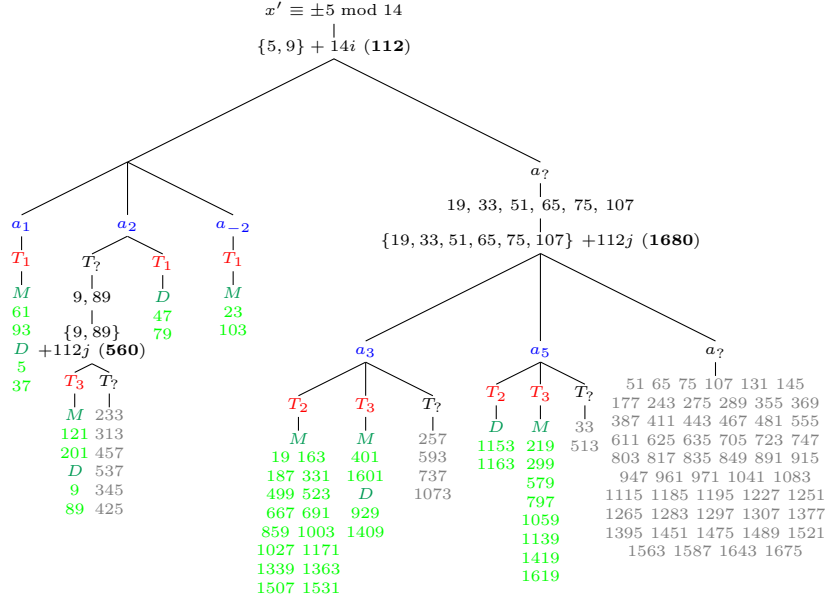 x′ ≡ ±5 mod 14
{5, 9} + 14i (112)
a?
19, 33, 51, 65, 75, 107
{19, 33, 51, 65, 75, 107} +112j (1680)
a₁
T₁
M
61
93
D
5
37
a₂
T?
9, 89
{9, 89}
+112j (560)
T₃
M
121
201
D
9
89
T?
233
313
457
537
345
425
T₁
D
47
79
a₋₂
T₁
M
23
103
a₃
T₂
M
19 163
187 331
499 523
667 691
859 1003
1027 1171
1339 1363
1507 1531
T₃
M
401
1601
D
929
1409
T?
257
593
737
1073
a₅
T₂
D
1153
1163
T₃
M
219
299
579
797
1059
1139
1419
1619
T?
33
513
a?
51 65 75 107 131 145
177 243 275 289 355 369
387 411 443 467 481 555
611 625 635 705 723 747
803 817 835 849 891 915
947 961 971 1041 1083
1115 1185 1195 1227 1251
1265 1283 1297 1307 1377
1395 1451 1475 1489 1521
1563 1587 1643 1675